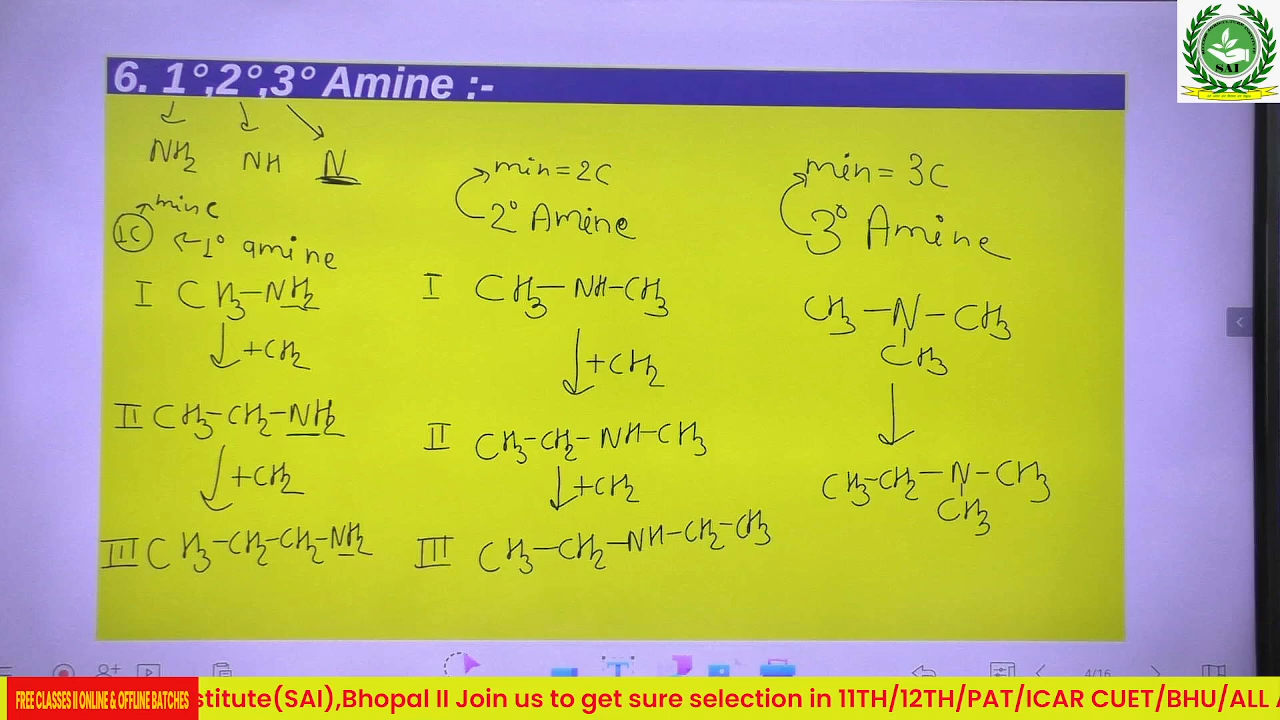 6. 1°,2°,3° Amine :-
NH2 NH N
min C
1C 1° amine
I CH3-NH2
+CH2
II CH3-CH2-NH2
+CH2
III CH3-CH2-CH2-NH2
min = 2C
2° Amine
I CH3-NH-CH3
+CH2
II CH3-CH2-NH-CH3
+CH2
III CH3-CH2-NH-CH2-CH3
min = 3C
3° Amine
CH3-N-CH3
CH3
CH3-CH2-N-CH3
CH3
SAI
4/16
FREE CLASSES II ONLINE & OFFLINE BATCHES
stitute(SAI),Bhopal II Join us to get sure selection in 11TH/12TH/PAT/ICAR CUET/BHU/ALL